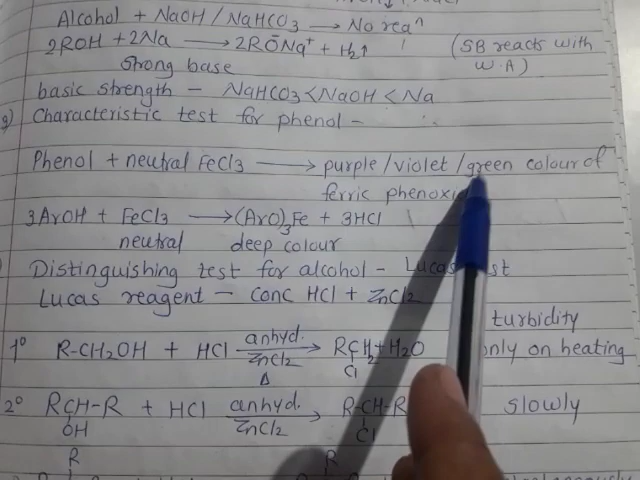 Alcohol + NaOH / NaHCO3 → No reaⁿ
2ROH + 2Na → 2RŌNa⁺ + H2↑ (SB reacts with W.A)
strong base
basic strength - NaHCO3 < NaOH < Na
g) Characteristic test for phenol -
Phenol + neutral FeCl3 → purple / violet / green colour of
ferric
3ArOH + FeCl3 → (ArO)3Fe + 3HCl
neutral deep colour
Distinguishing test for alcohol -
Lucas reagent - Conc HCl + ZnCl2
turbidity
1° R-CH2OH + HCl anhyd. ZnCl2 Δ → RCH2 + H2O only on heating
Cl
2° RCH-R + HCl anhyd. ZnCl2 → R-CH-R slowly
OH Cl
R R